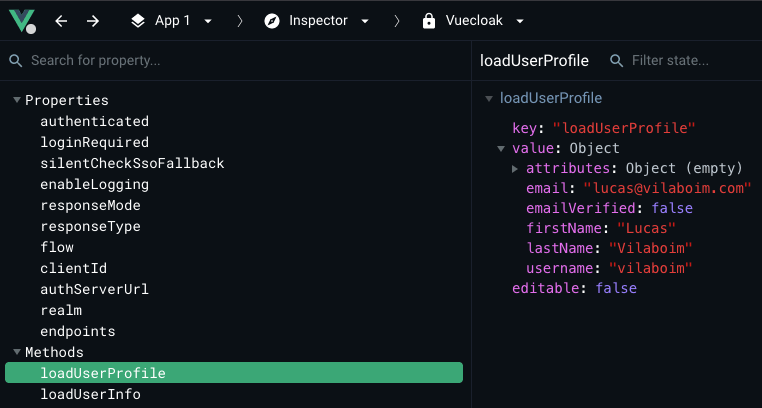 App 1
Inspector
Vuecloak
Search for property...
Properties
authenticated
loginRequired
silentCheckSsoFallback
enableLogging
responseMode
responseType
flow
clientId
authServerUrl
realm
endpoints
Methods
loadUserProfile
loadUserInfo
loadUserProfile
Filter state...
loadUserProfile
key: "loadUserProfile"
value: Object
attributes: Object (empty)
email: "lucas@vilaboim.com"
emailVerified: false
firstName: "Lucas"
lastName: "Vilaboim"
username: "vilaboim"
editable: false